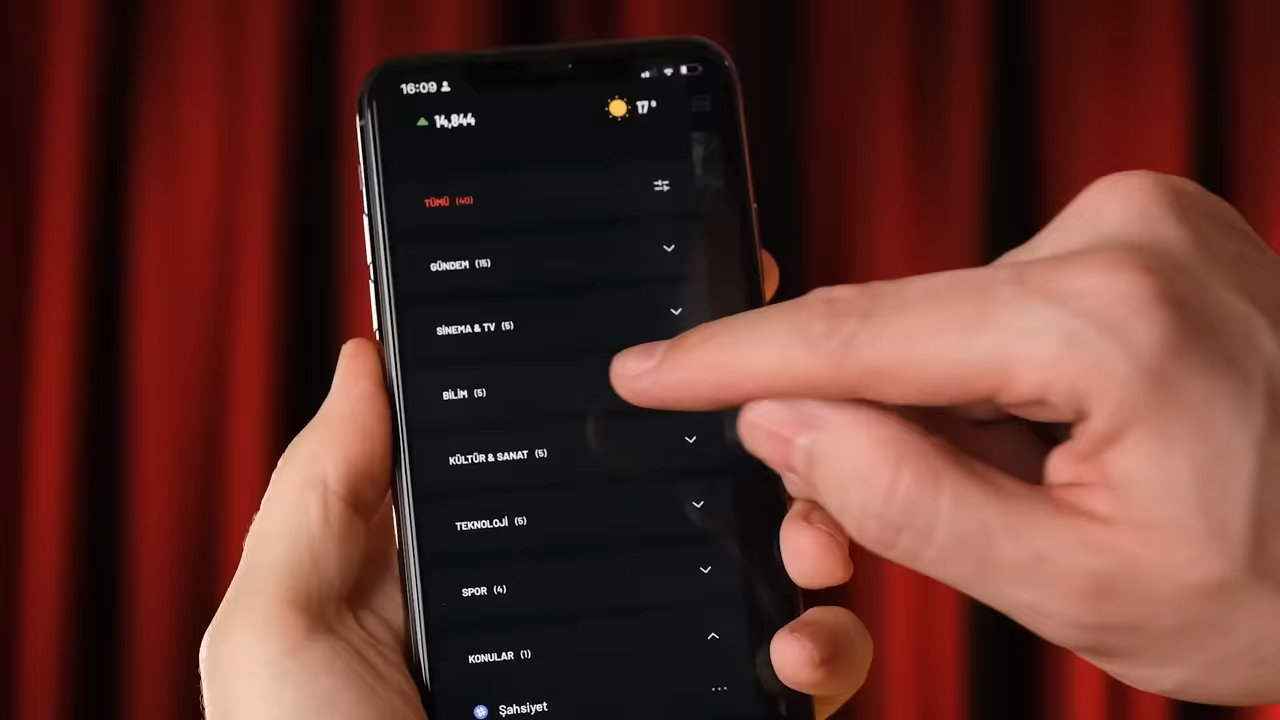 16:09
14,844
17°
TÜMÜ (40)
GÜNDEM (15)
SİNEMA & TV (5)
BİLİM (5)
KÜLTÜR & SANAT (5)
TEKNOLOJİ (5)
SPOR (4)
KONULAR (1)
Şahsiyet